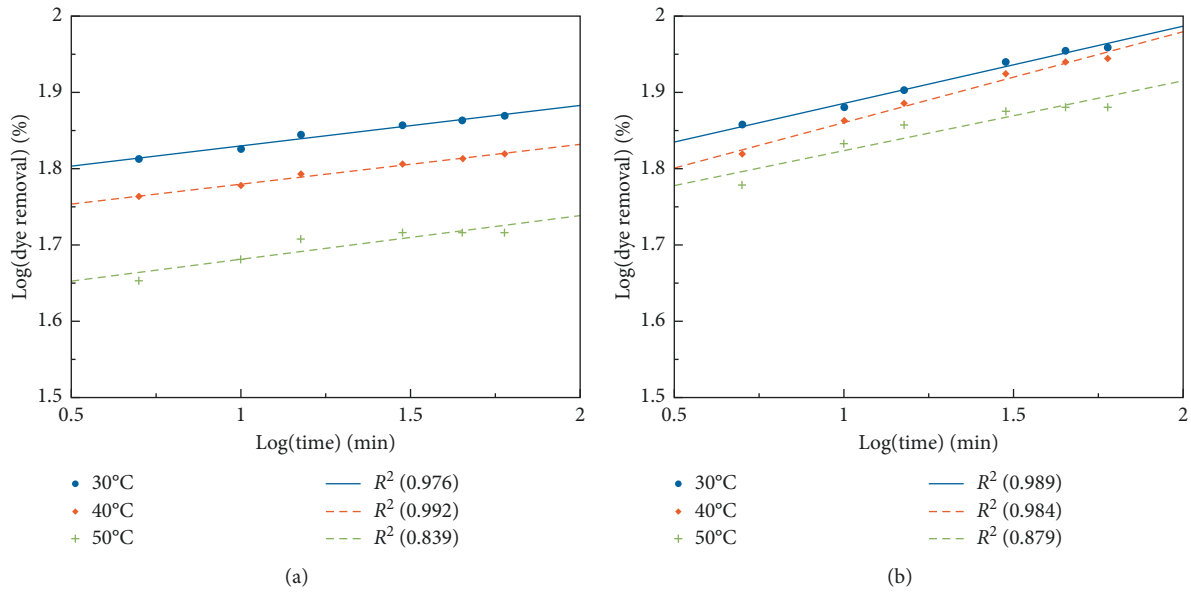 2
1.9
1.8
1.7
1.6
1.5
Log(dye removal) (%)
0.5 1 1.5 2
Log(time) (min)
30°C R² (0.976)
40°C R² (0.992)
50°C R² (0.839)
(a)
2
1.9
1.8
1.7
1.6
1.5
Log(dye removal) (%)
0.5 1 1.5 2
Log(time) (min)
30°C R² (0.989)
40°C R² (0.984)
50°C R² (0.879)
(b)